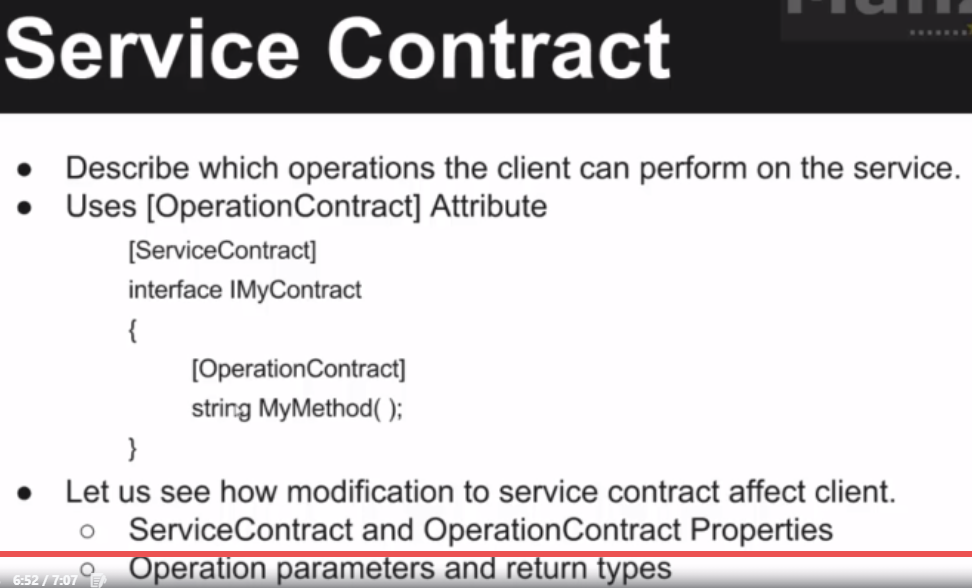 Service Contract
● Describe which operations the client can perform on the service.
● Uses [OperationContract] Attribute
[ServiceContract]
interface IMyContract
{
[OperationContract]
string MyMethod( );
}
● Let us see how modification to service contract affect client.
○ ServiceContract and OperationContract Properties
○ Operation parameters and return types
6:52 / 7:07